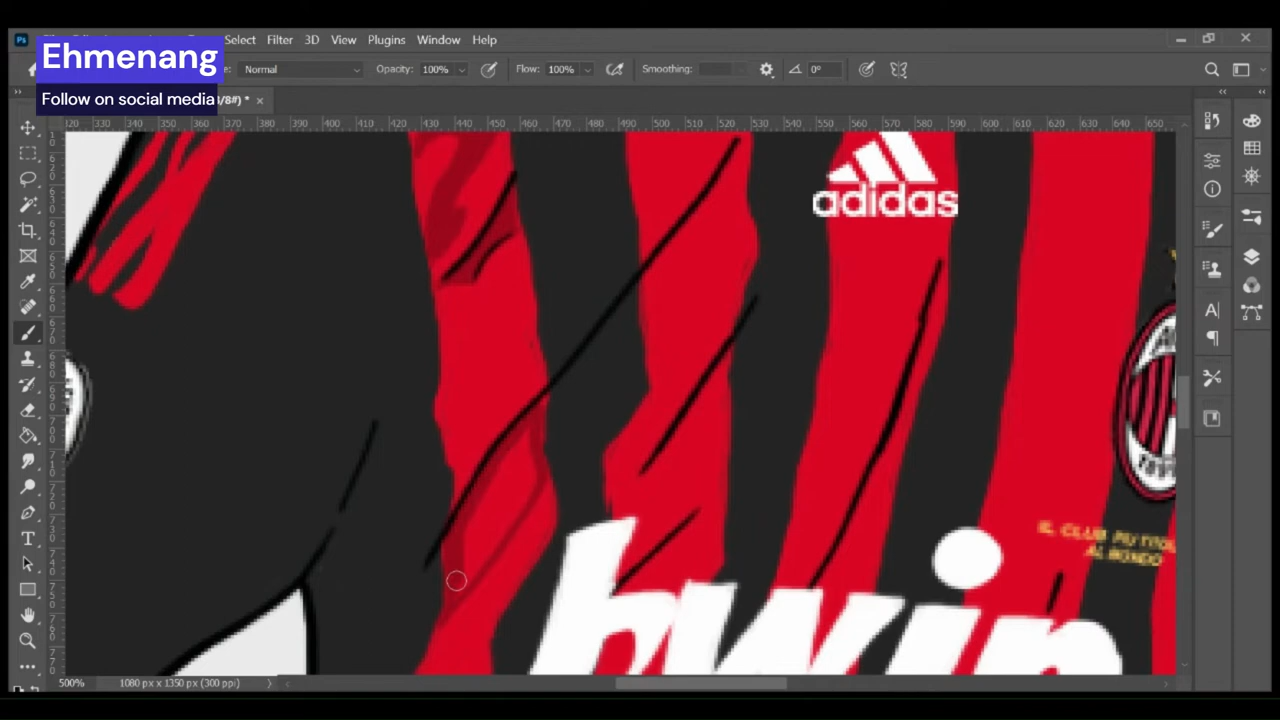 Ehmenang
Follow on social media
Ps
Select Filter 3D View Plugins Window Help
Normal Opacity: 100% Flow: 100% Smoothing: 0°
/8#) * ×
320 330 340 350 360 370 380 390 400 410 420 430 440 450 460 470 480 490 500 510 520 530 540 550 560 570 580 590 600 610 620 630 640 650
adidas
IL CLUB PIÙ TITOL
AL MONDO
bwin
500% 1080 px x 1350 px (300 ppi)